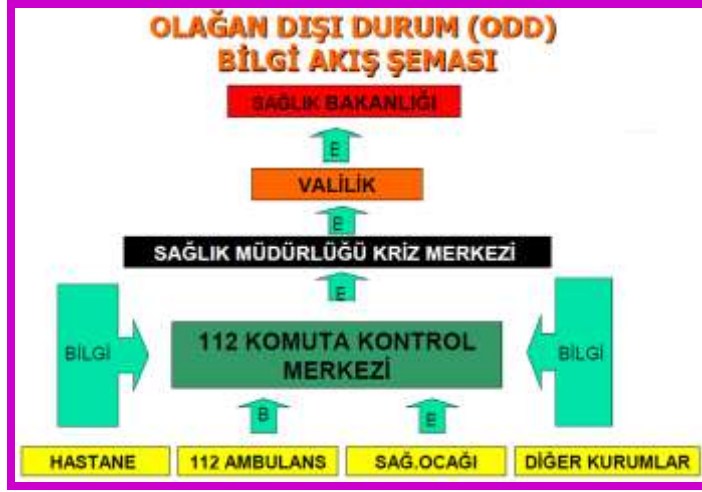 OLAĞAN DIŞI DURUM (ODD)
BİLGİ AKIŞ ŞEMASI
SAĞLIK BAKANLIĞI
E
VALİLİK
E
SAĞLIK MÜDÜRLÜĞÜ KRİZ MERKEZİ
E
BİLGİ
112 KOMUTA KONTROL
MERKEZİ
BİLGİ
B
E
HASTANE
112 AMBULANS
SAĞ.OCAĞI
DİĞER KURUMLAR